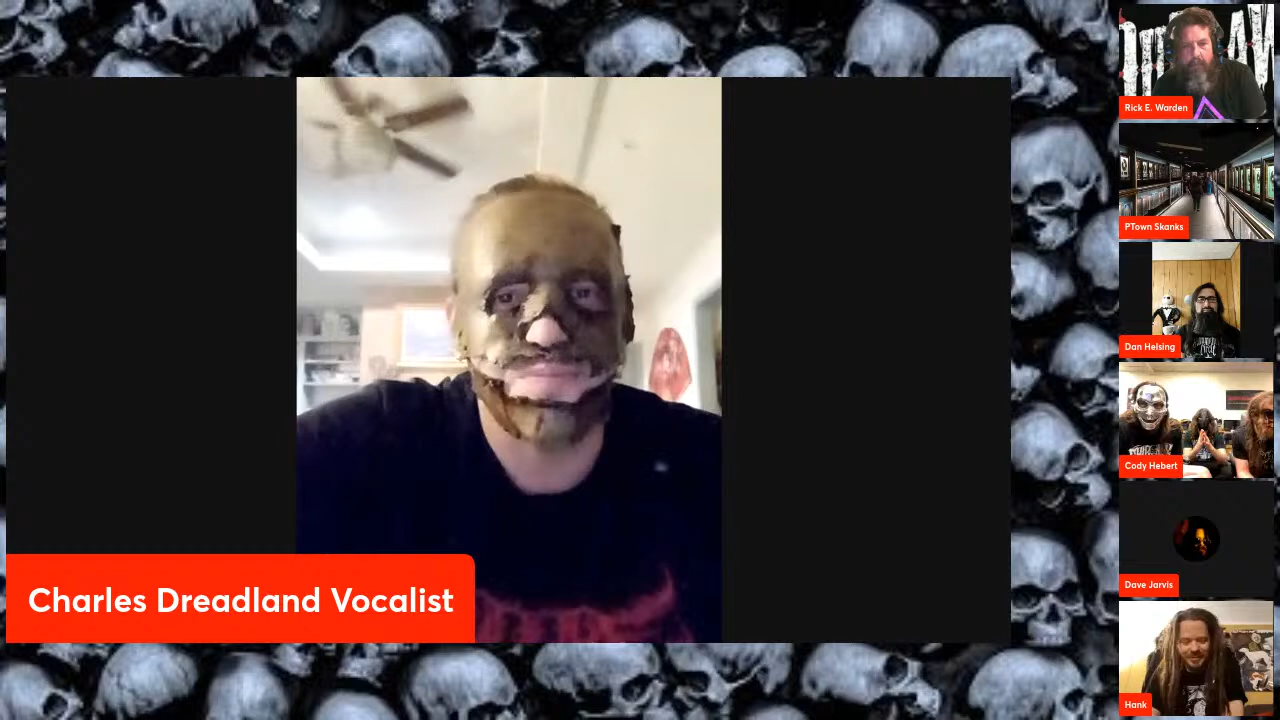 Charles Dreadland Vocalist
Rick E. Warden
PTown Skanks
Dan Helsing
Cody Hebert
Dave Jarvis
Hank